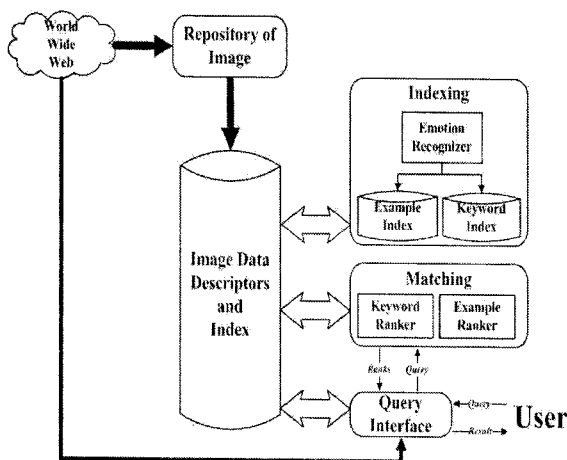 World
Wide
Web
Repository of
Image
Indexing
Emotion
Recognizer
Example
Index
Keyword
Index
Image Data
Descriptors
and
Index
Matching
Keyword
Ranker
Example
Ranker
Ranks
Query
Query
Interface
Query
Result
User